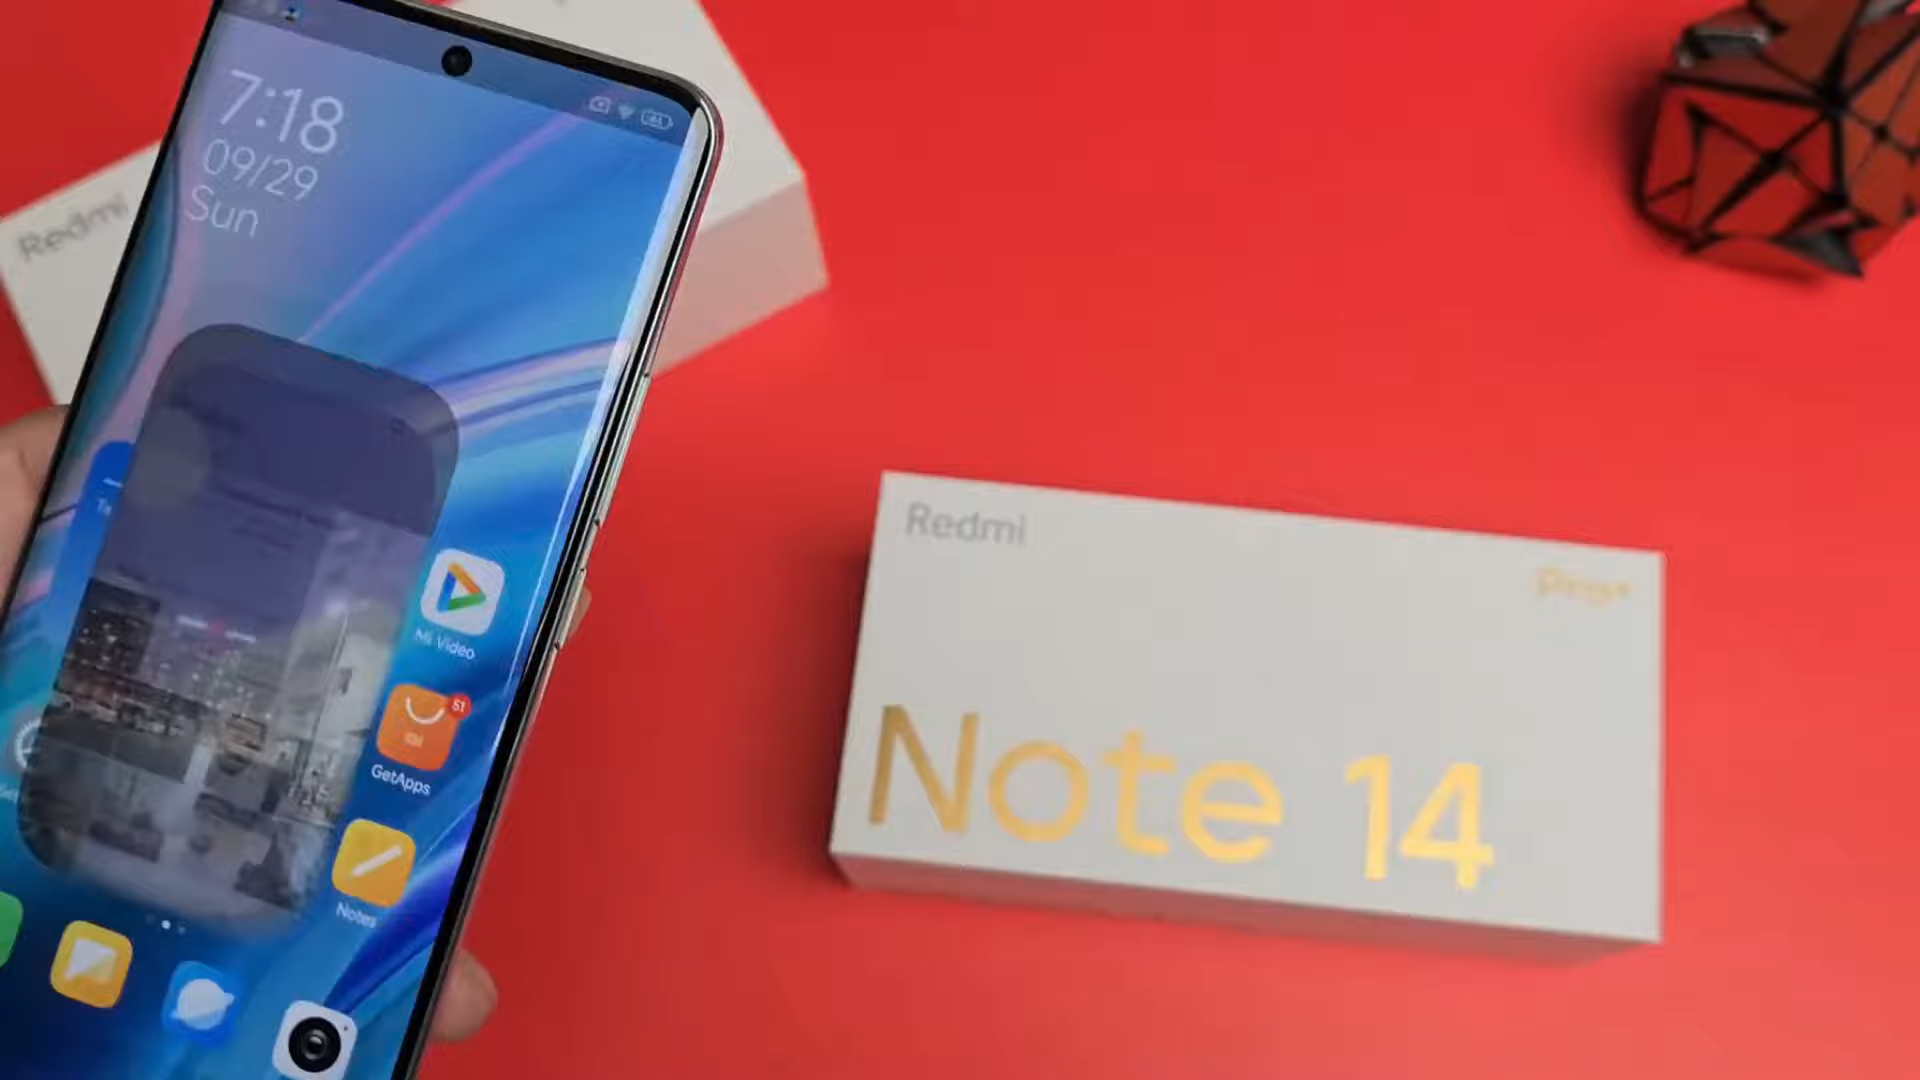 7:18
09/29
Sun
Redmi
Mi Video
51
GetApps
Notes
Redmi
Pro+
Note 14